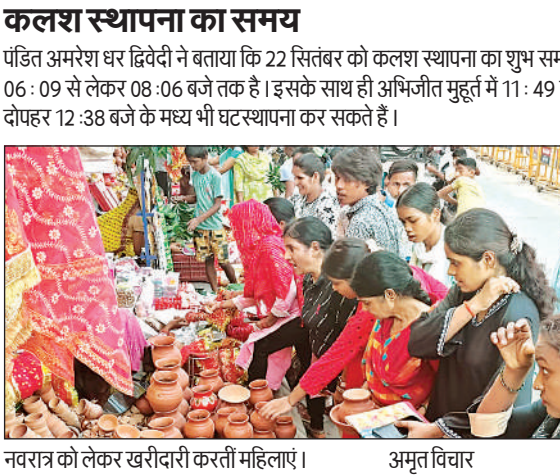 कलश स्थापना का समय
पंडित अमरेश धर द्विवेदी ने बताया कि 22 सितंबर को कलश स्थापना का शुभ
06 : 09 से लेकर 08 :06 बजे तक है। इसके साथ ही अभिजीत मुहूर्त में 11 : 49
दोपहर 12 :38 बजे के मध्य भी घटस्थापना कर सकते हैं।
नवरात्र को लेकर खरीदारी करतीं महिलाएं।
अमृत विचार